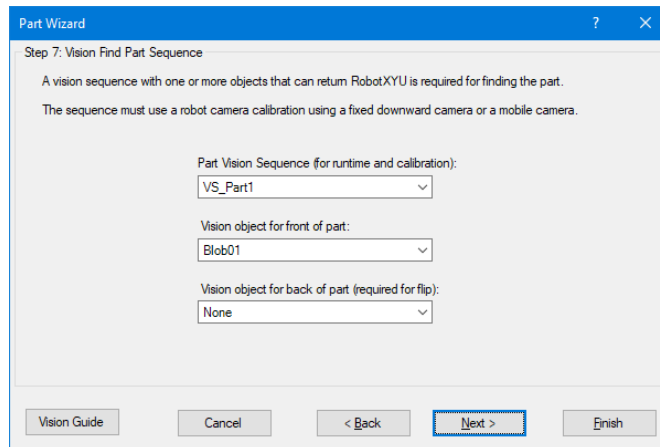 Part Wizard
? ×
Step 7: Vision Find Part Sequence
A vision sequence with one or more objects that can return RobotXYU is required for finding the part.
The sequence must use a robot camera calibration using a fixed downward camera or a mobile camera.
Part Vision Sequence (for runtime and calibration):
VS_Part1
Vision object for front of part:
Blob01
Vision object for back of part (required for flip):
None
Vision Guide Cancel < Back Next > Finish